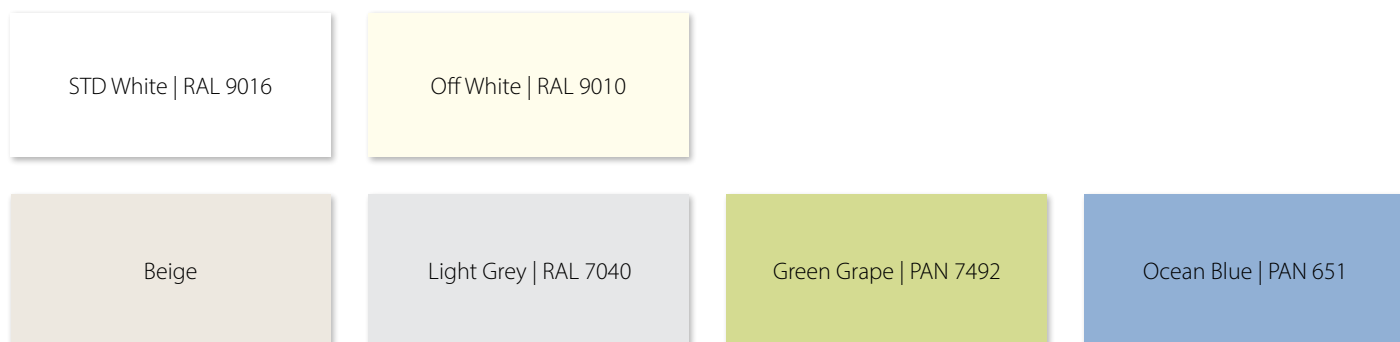 STD White | RAL 9016
Off White | RAL 9010
Beige
Light Grey | RAL 7040
Green Grape | PAN 7492
Ocean Blue | PAN 651